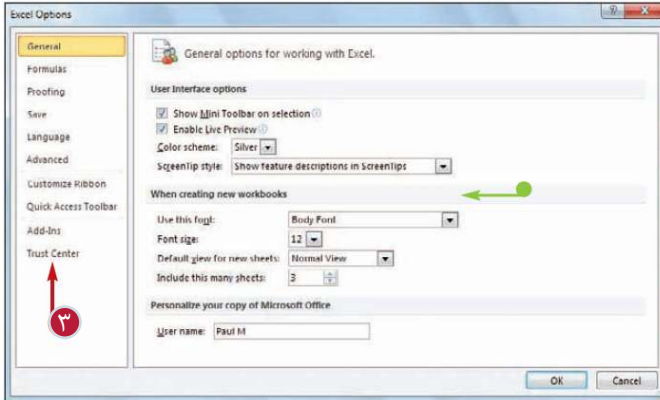 Excel Options
General
Formulas
Proofing
Save
Language
Advanced
Customize Ribbon
Quick Access Toolbar
Add-Ins
Trust Center
۳
General options for working with Excel.
User Interface options
Show Mini Toolbar on selection
Enable Live Preview
Color scheme: Silver
ScreenTip style: Show feature descriptions in ScreenTips
When creating new workbooks
Use this font: Body Font
Font size: 12
Default view for new sheets: Normal View
Include this many sheets: 3
Personalize your copy of Microsoft Office
User name: Paul M
OK Cancel